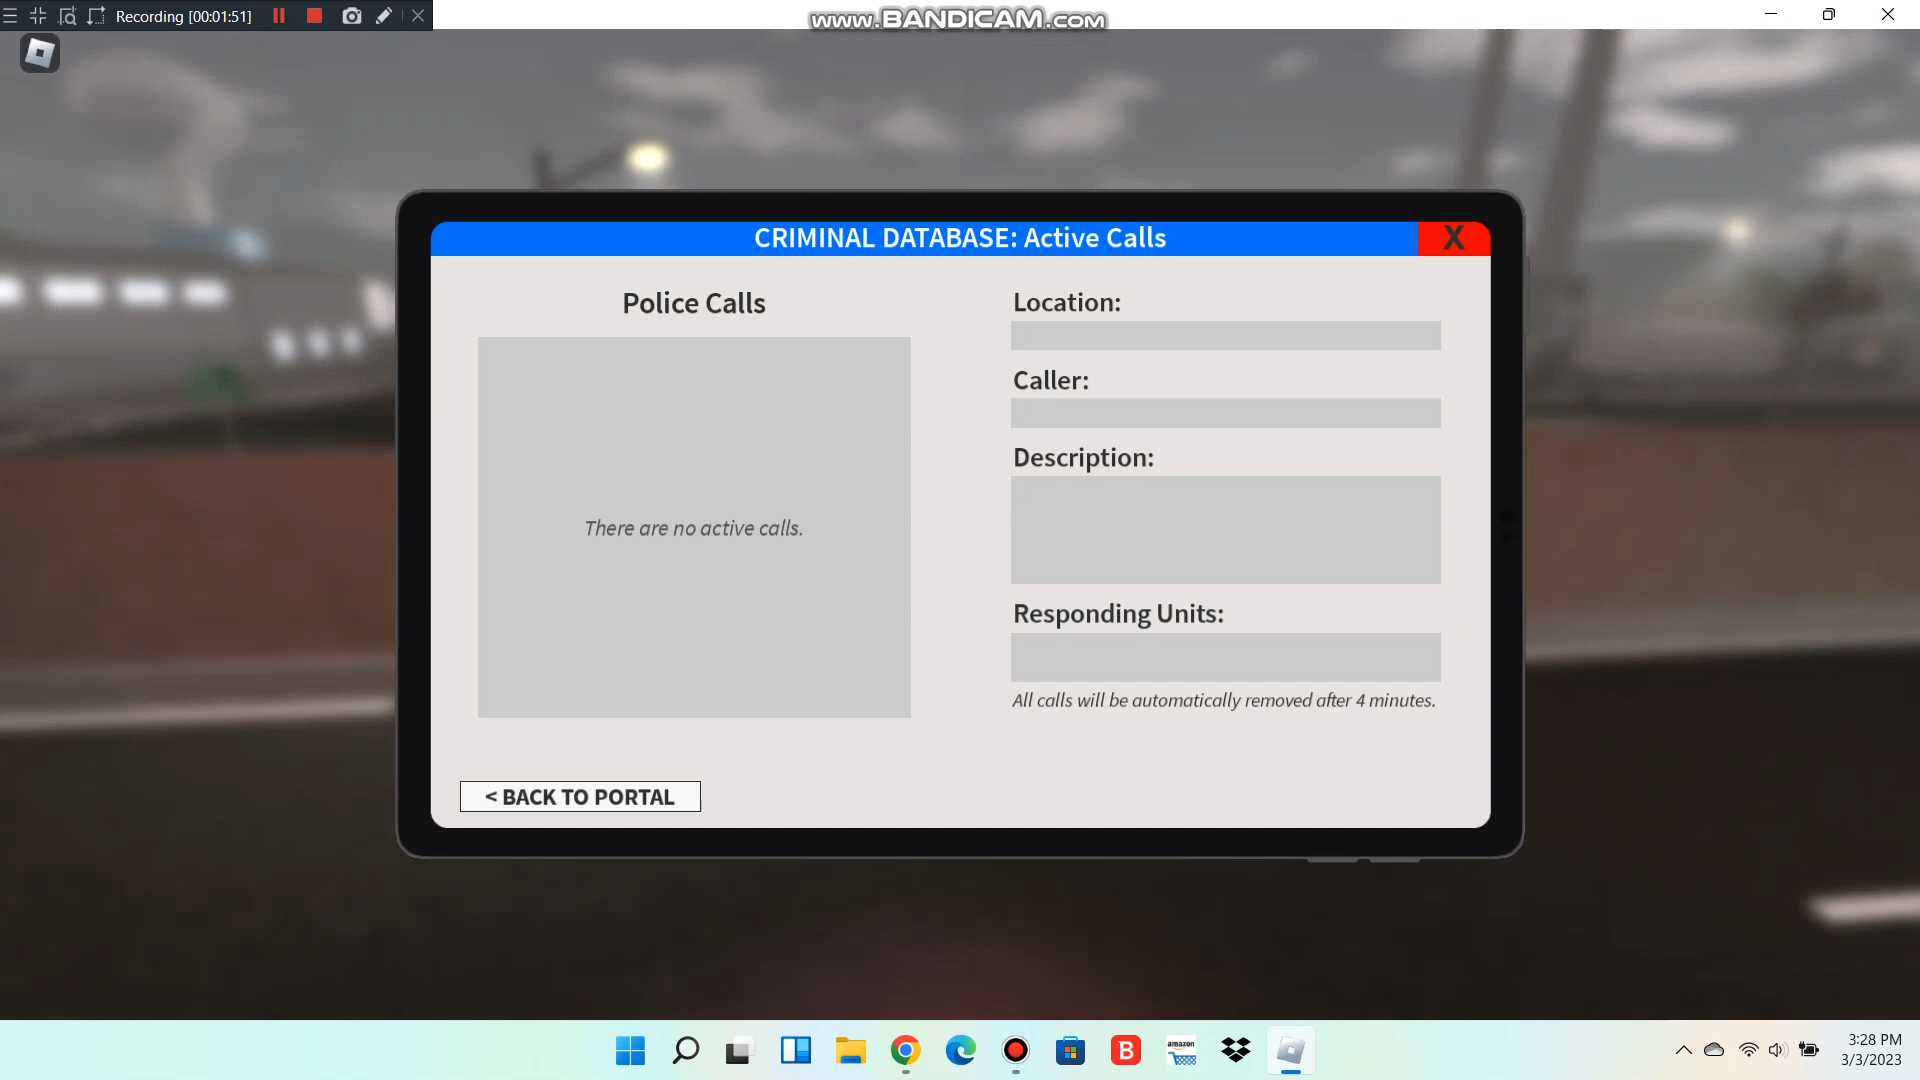 Recording [00:01:51]
www.BANDICAM.com
CRIMINAL DATABASE: Active Calls
X
Police Calls
There are no active calls.
Location:
Caller:
Description:
Responding Units:
All calls will be automatically removed after 4 minutes.
< BACK TO PORTAL
B
amazon
3:28 PM
3/3/2023